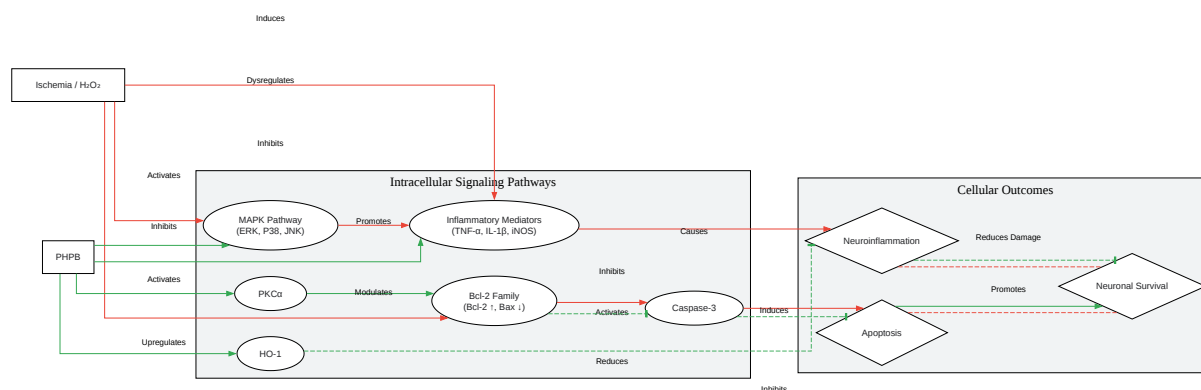 Induces
Ischemia / H₂O₂
Dysregulates
Inhibits
Activates
Intracellular Signaling Pathways
Cellular Outcomes
MAPK Pathway
(ERK, P38, JNK)
Promotes
Inflammatory Mediators
(TNF-α, IL-1β, iNOS)
Inhibits
Causes
Neuroinflammation
Reduces Damage
PHPB
Activates
PKCα
Modulates
Bcl-2 Family
(Bcl-2 ↑, Bax ↓)
Inhibits
Activates
Caspase-3
Induces
Promotes
Neuronal Survival
Apoptosis
Upregulates
HO-1
Reduces
Inhibits